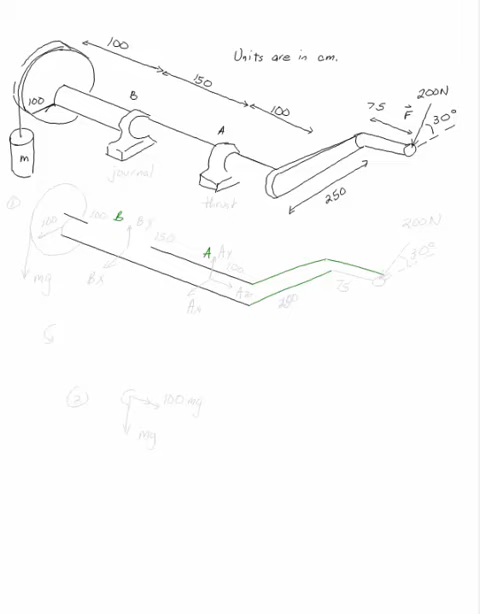 100
Units are in cm.
150
B
100
75
200N
F
30°
100
A
m
journal
thrust
250
①
100
100
B
BY
150
A
AY
100
200N
30°
mg
BX
AX
AZ
250
75
②
100 mg
mg